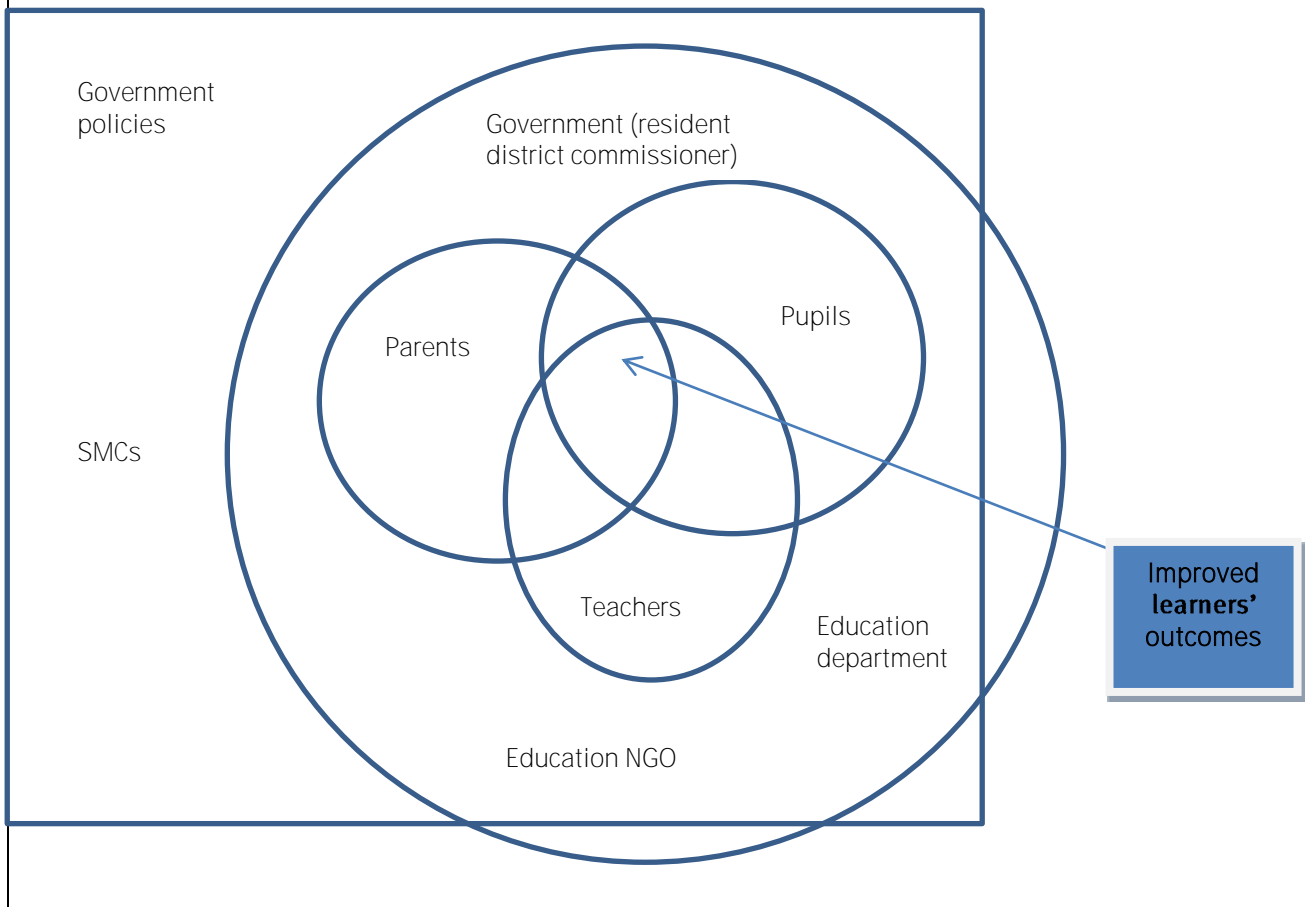 Government
policies
Government (resident
district commissioner)
Pupils
Parents
SMCs
Improved
learners’
outcomes
Teachers
Education
department
Education NGO